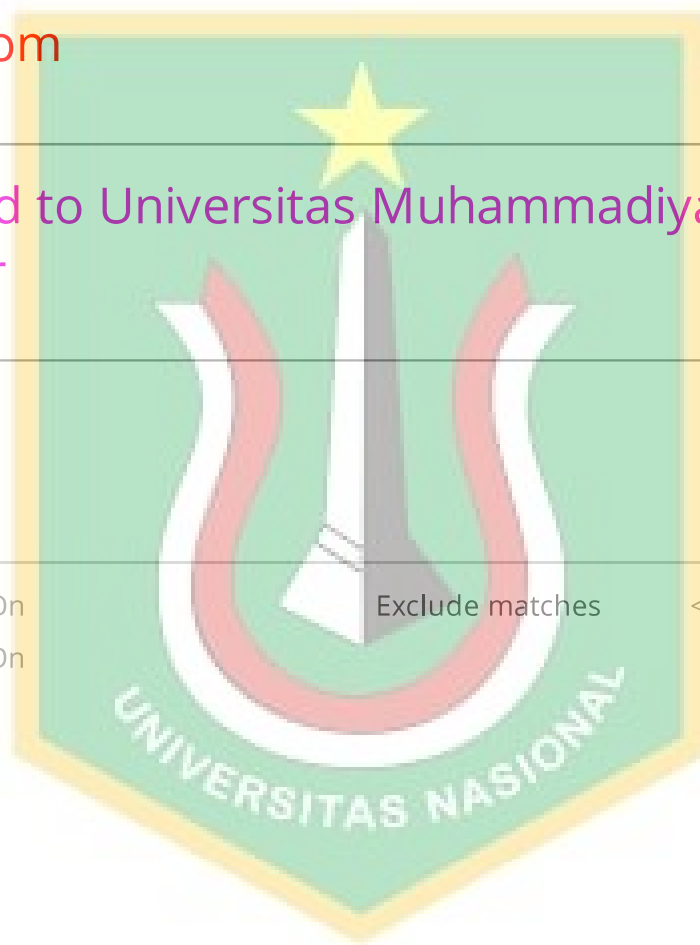 om
d to Universitas Muhammadiya
On
Exclude matches
<
On
UNIVERSITAS NASIONAL